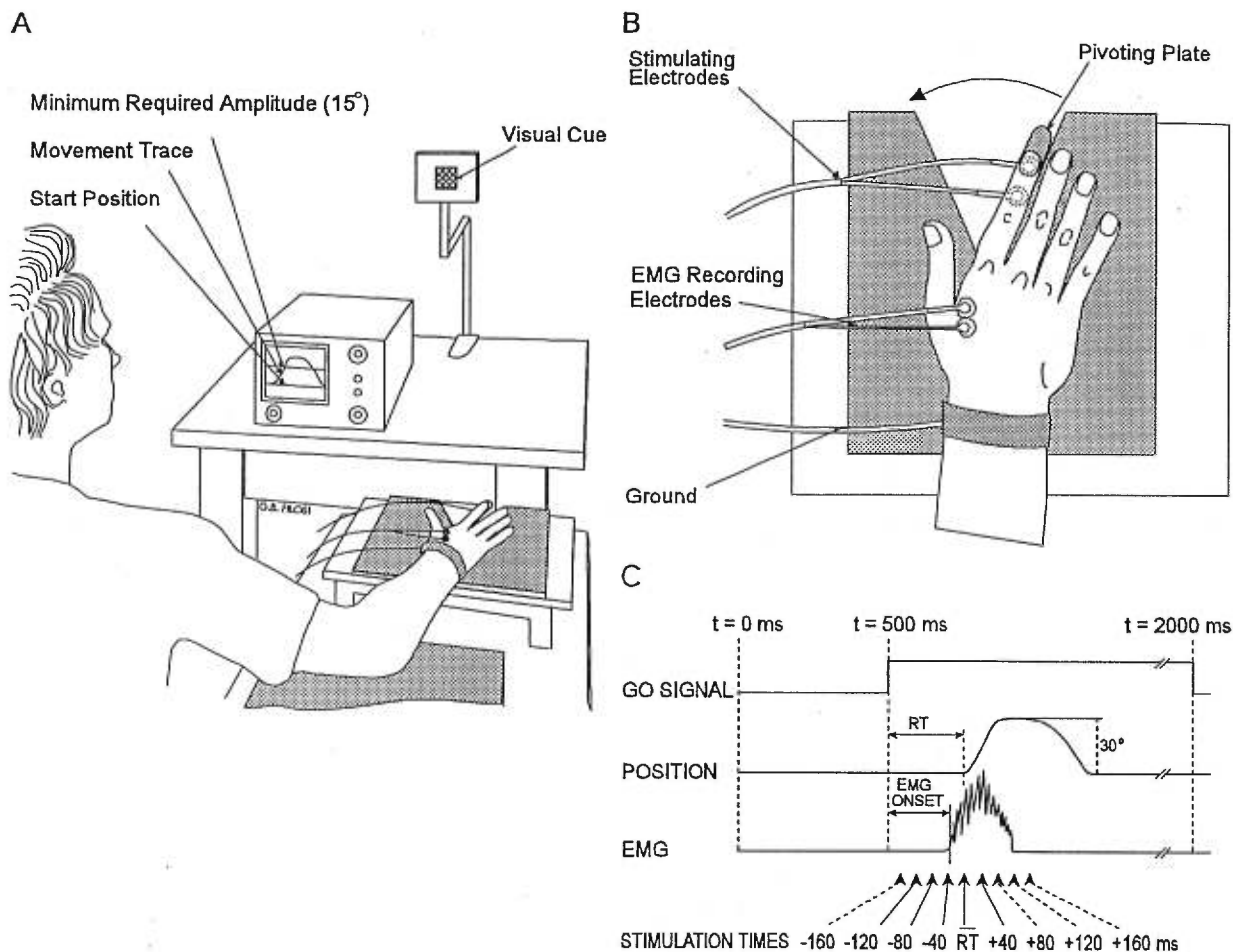 A
Minimum Required Amplitude (15°)
Movement Trace
Start Position
Visual Cue
B
Stimulating
Electrodes
Pivoting Plate
EMG Recording
Electrodes
Ground
C
t = 0 ms
t = 500 ms
t = 2000 ms
GO SIGNAL
RT
POSITION
30°
EMG
ONSET
EMG
STIMULATION TIMES -160 -120 -80 -40 RT +40 +80 +120 +160 ms